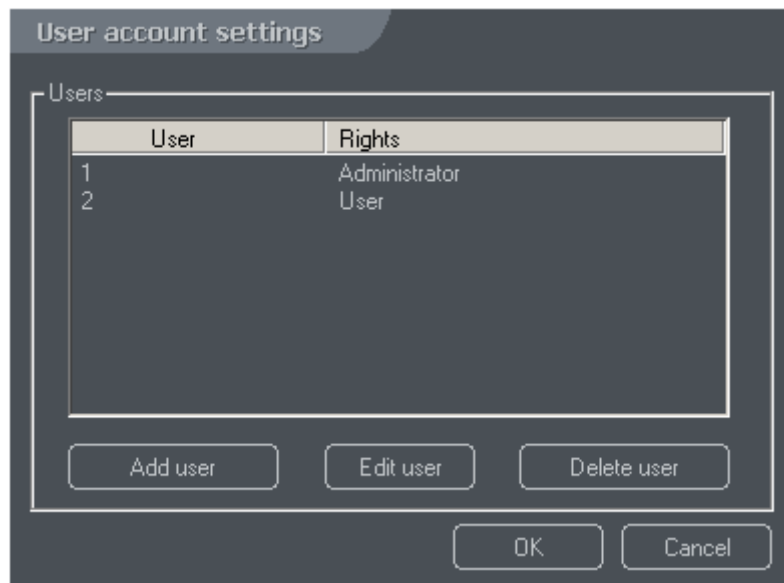 User account settings
Users
User Rights
1 Administrator
2 User
Add user Edit user Delete user
OK Cancel